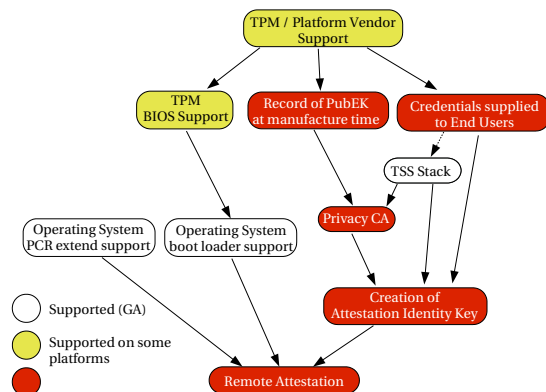 TPM / Platform Vendor
Support
TPM
BIOS Support
Record of PubEK
at manufacture time
Credentials supplied
to End Users
TSS Stack
Privacy CA
Operating System
PCR extend support
Operating System
boot loader support
Creation of
Attestation Identity Key
Supported (GA)
Supported on some
platforms
Remote Attestation